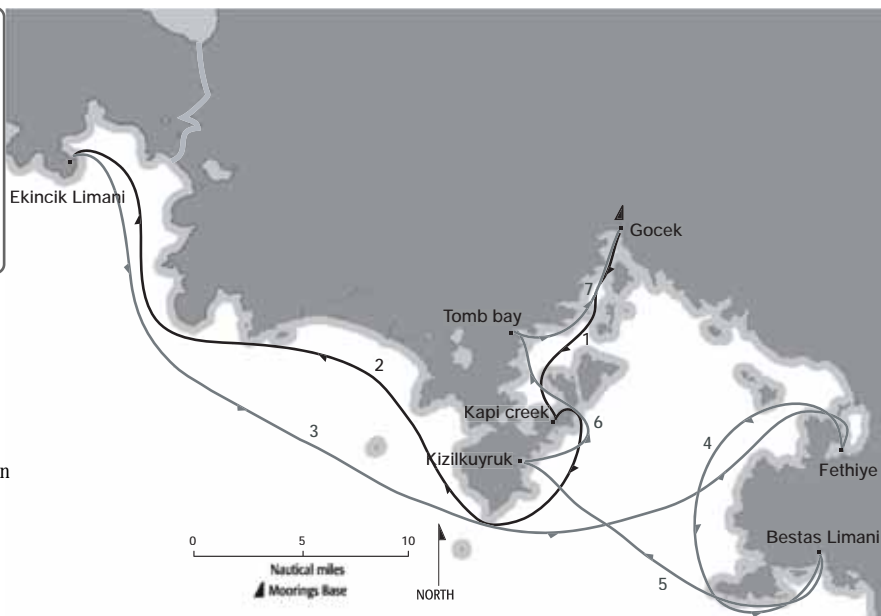 Ekincik Limani
Gocek
7
Tomb bay
1
2
Kapi creek
6
3
4
Kizilkuyruk
n
Fethiye
Bestas Limani
0 5 10
Nautical miles
Moorings Base
NORTH
5